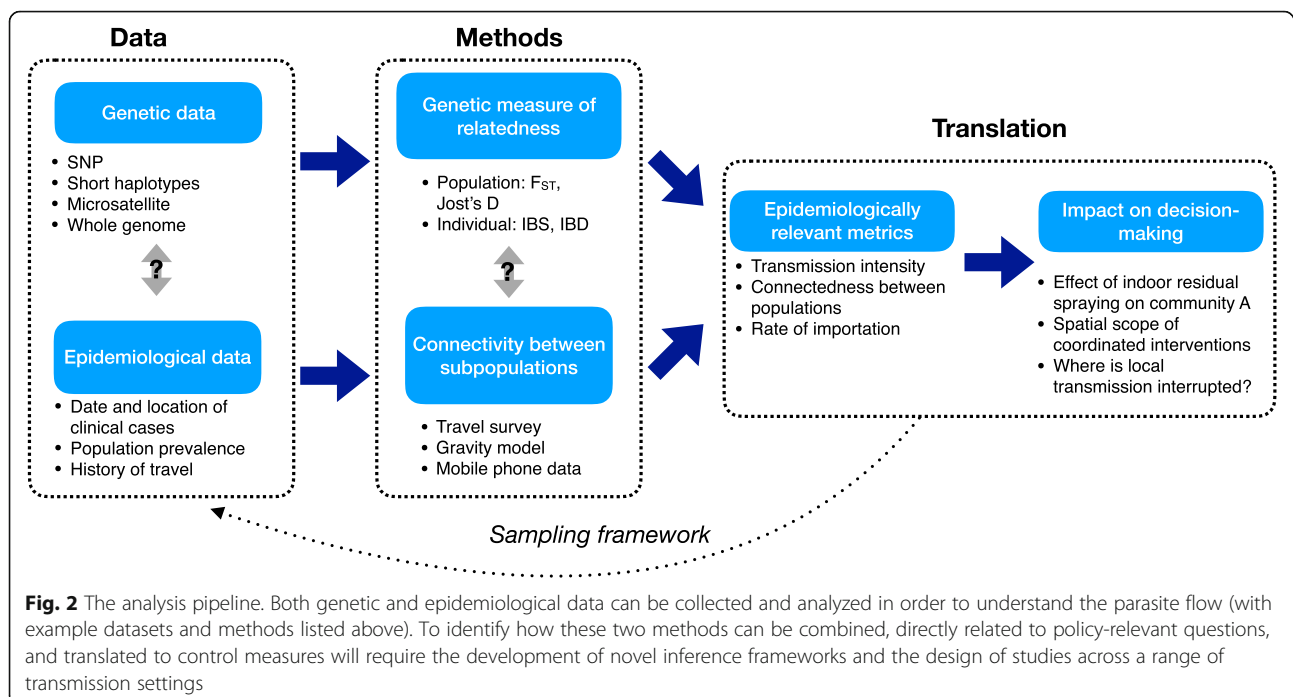 Data
Genetic data
• SNP
• Short haplotypes
• Microsatellite
• Whole genome
?
Epidemiological data
• Date and location of
clinical cases
• Population prevalence
• History of travel
Methods
Genetic measure of
relatedness
• Population: FST,
Jost's D
• Individual: IBS, IBD
?
Connectivity between
subpopulations
• Travel survey
• Gravity model
• Mobile phone data
Translation
Epidemiologically
relevant metrics
• Transmission intensity
• Connectedness between
populations
• Rate of importation
Impact on decision-
making
• Effect of indoor residual
spraying on community A
• Spatial scope of
coordinated interventions
• Where is local
transmission interrupted?
Sampling framework
Fig. 2 The analysis pipeline. Both genetic and epidemiological data can be collected and analyzed in order to understand the parasite flow (with
example datasets and methods listed above). To identify how these two methods can be combined, directly related to policy-relevant questions,
and translated to control measures will require the development of novel inference frameworks and the design of studies across a range of
transmission settings